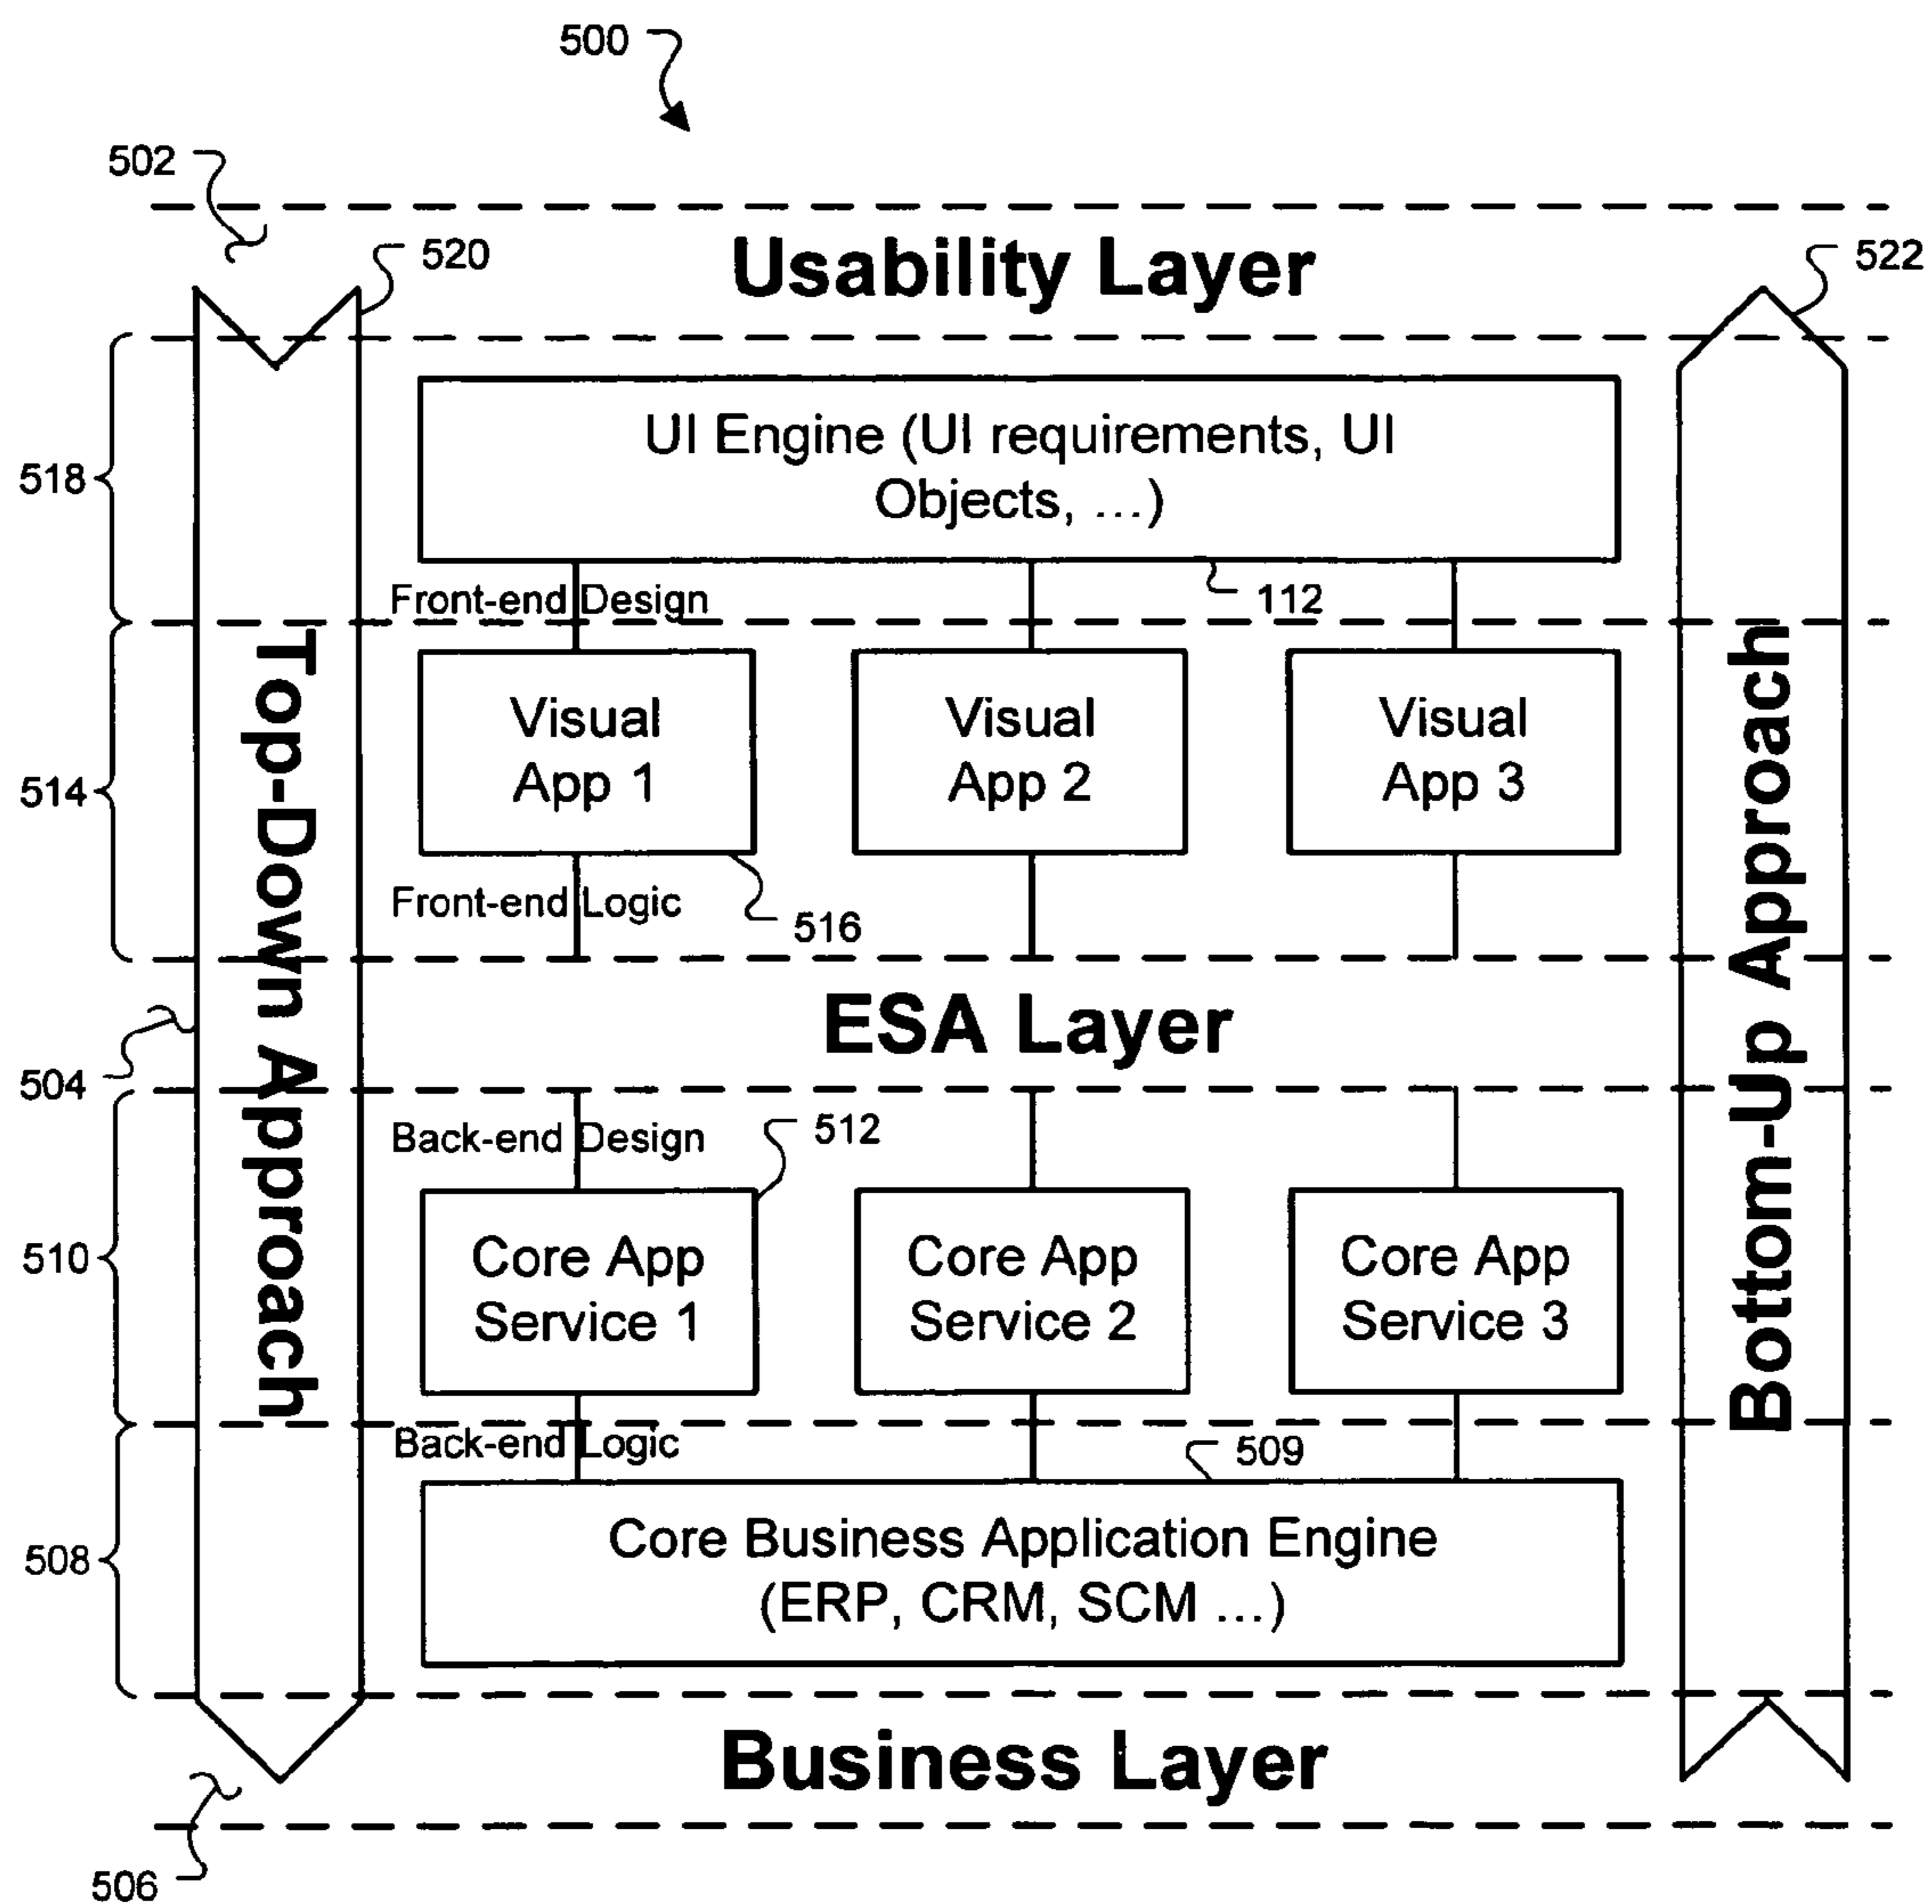 500
502
Usability Layer
520
522
UI Engine (UI requirements, UI
Objects, ...)
518
Front-end Design
112
Top-Down Approach
Bottom-Up Approach
Visual
App 1
Visual
App 2
Visual
App 3
514
Front-end Logic
516
ESA Layer
504
Back-end Design
512
Core App
Service 1
Core App
Service 2
Core App
Service 3
510
Back-end Logic
509
Core Business Application Engine
(ERP, CRM, SCM ...)
508
Business Layer
506